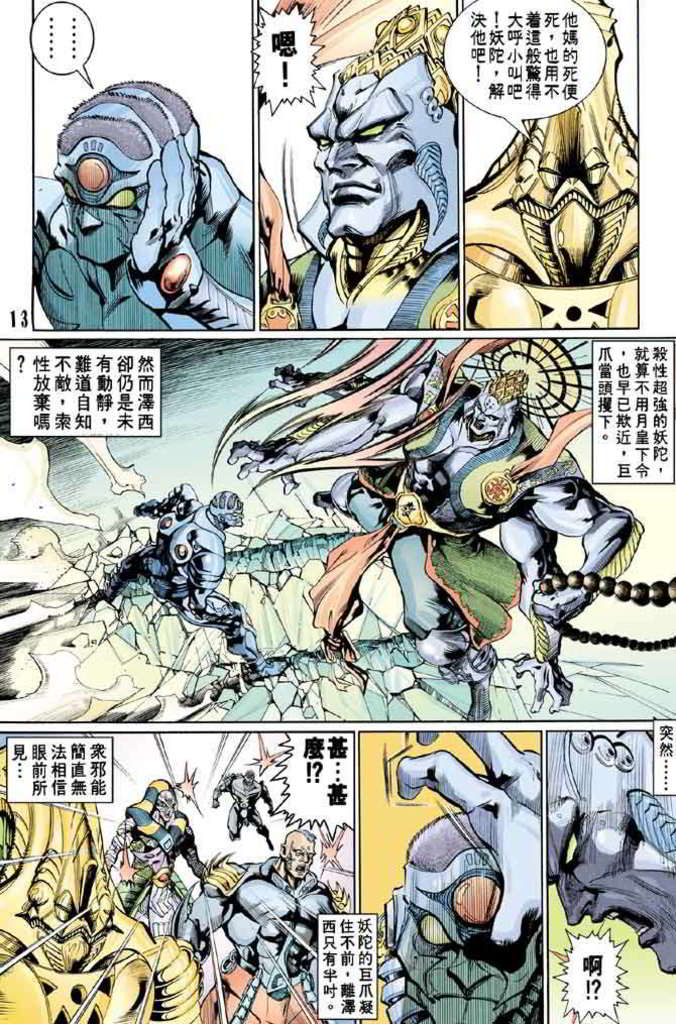 他媽的死便
死，也用不
着這般驚得
大呼小叫吧
！妖陀，解
決他吧！
嗯！
…………
13
殺性超強的妖陀，
就算不用月皇下令
，也早已欺近，巨
爪當頭攫下。
然而澤西
卻仍是未
有動靜，
難道自知
不敵，索
性放棄嗎
？
突然……
啊!?
妖陀的巨爪凝
住不前，離澤
西只有半吋。
甚…甚
麼!?
衆邪能
簡直無
法相信
眼前所
見…